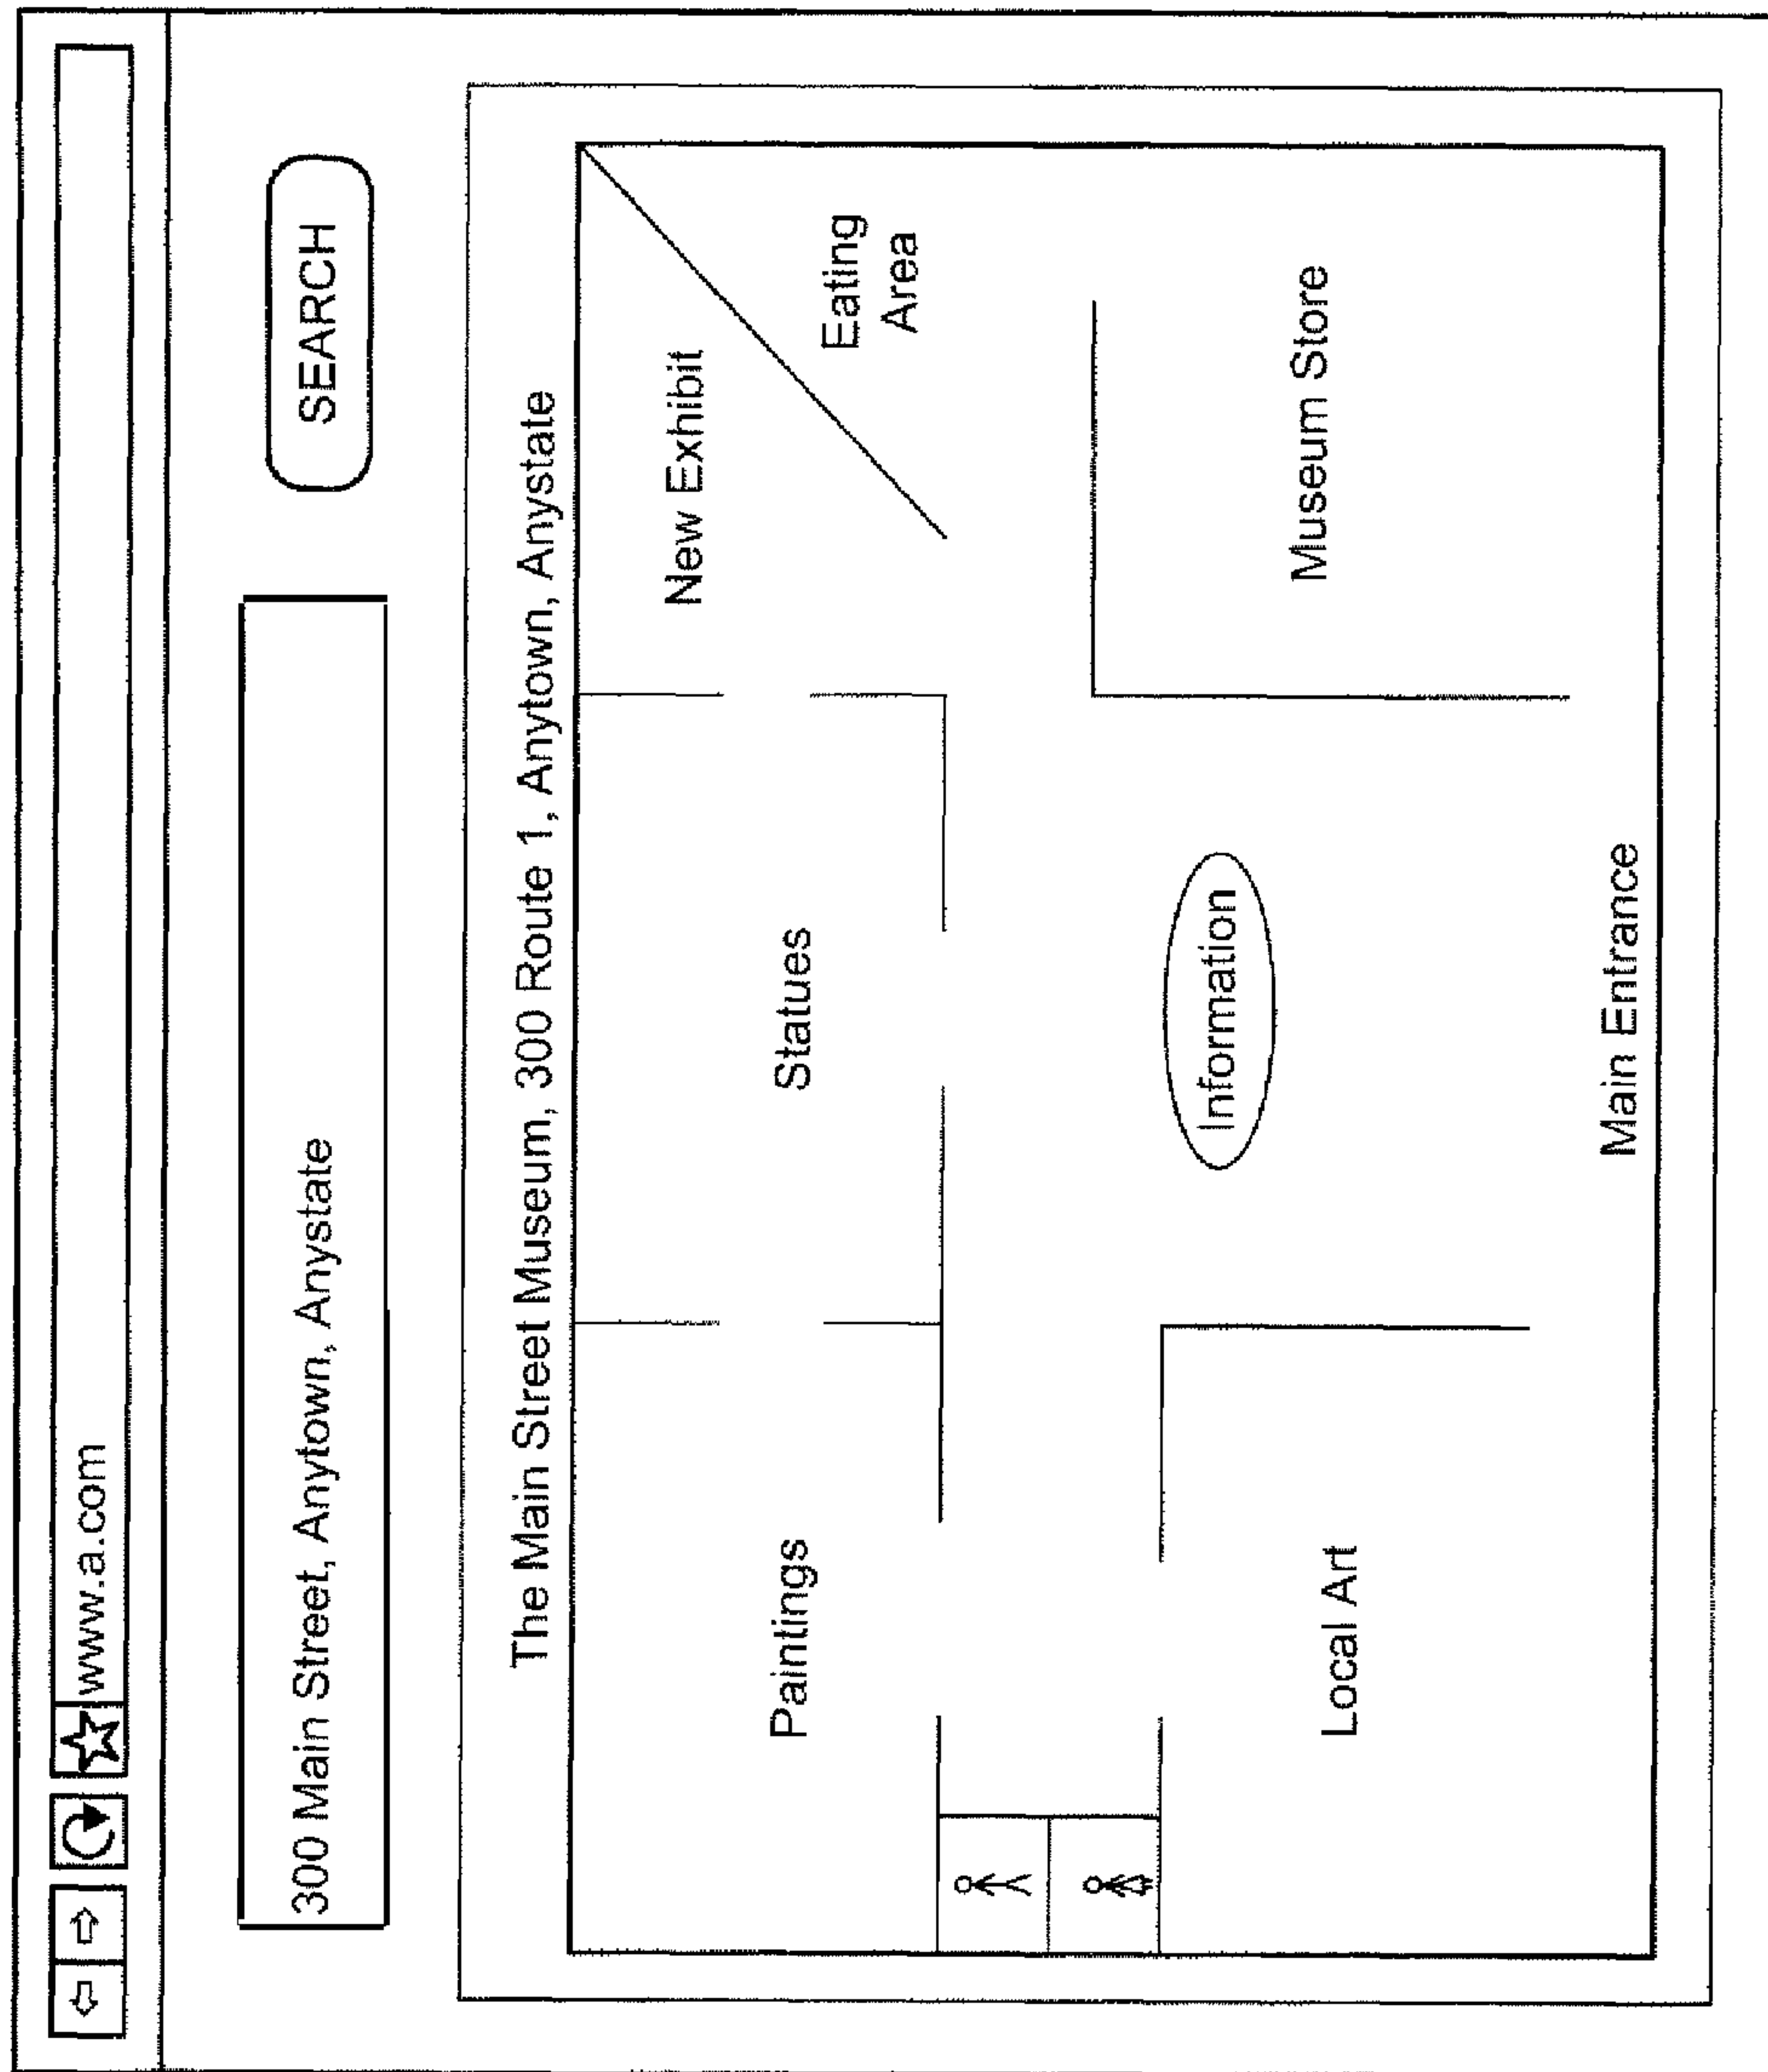 www.a.com
300 Main Street, Anytown, Anystate
SEARCH
The Main Street Museum, 300 Route 1, Anytown, Anystate
New Exhibit
Paintings
Statues
Eating
Area
Information
Local Art
Museum Store
Main Entrance